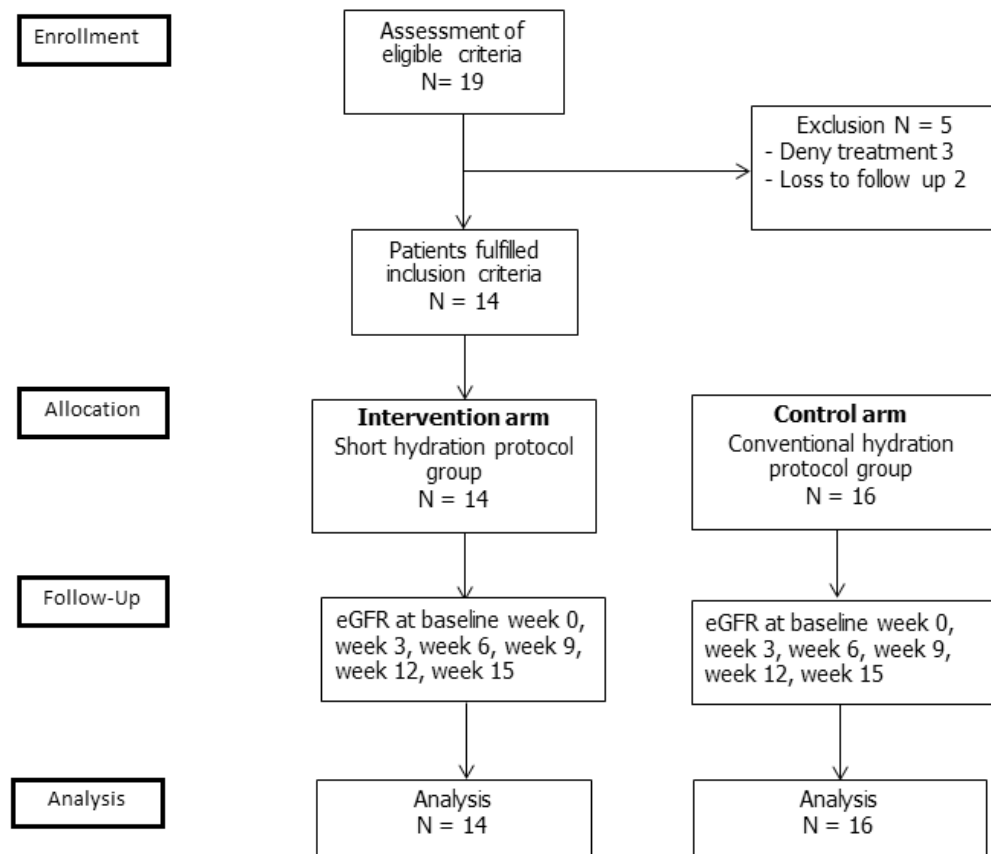 Enrollment
Assessment of
eligible criteria
N= 19
Exclusion N = 5
- Deny treatment 3
- Loss to follow up 2
Patients fulfilled
inclusion criteria
N = 14
Allocation
Intervention arm
Short hydration protocol
group
N = 14
Control arm
Conventional hydration
protocol group
N = 16
Follow-Up
eGFR at baseline week 0,
week 3, week 6, week 9,
week 12, week 15
eGFR at baseline week 0,
week 3, week 6, week 9,
week 12, week 15
Analysis
Analysis
N = 14
Analysis
N = 16